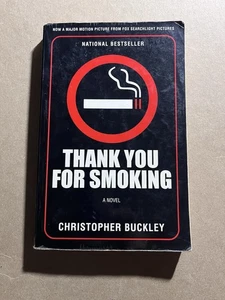 NOW A MAJOR MOTION PICTURE FROM FOX SEARCHLIGHT PICTURES
NATIONAL BESTSELLER
THANK YOU
FOR SMOKING
A NOVEL
CHRISTOPHER BUCKLEY